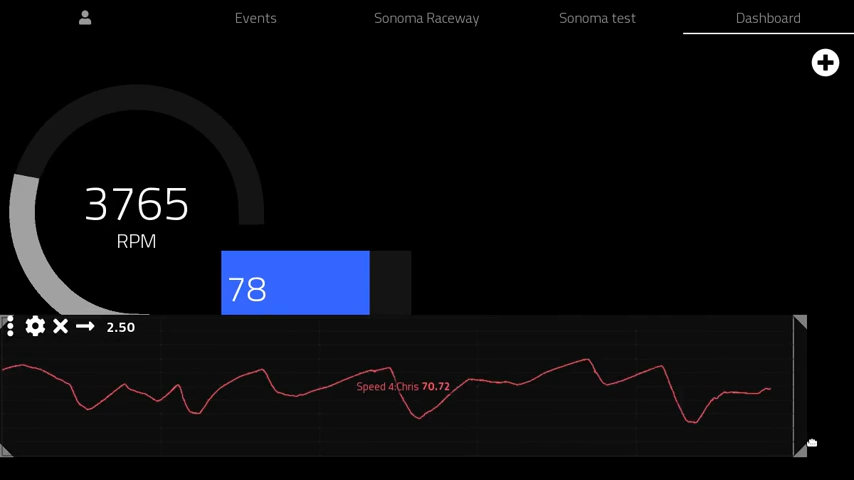 Events
Sonoma Raceway
Sonoma test
Dashboard
3765
RPM
78
2.50
Speed 4:Chris 70.72